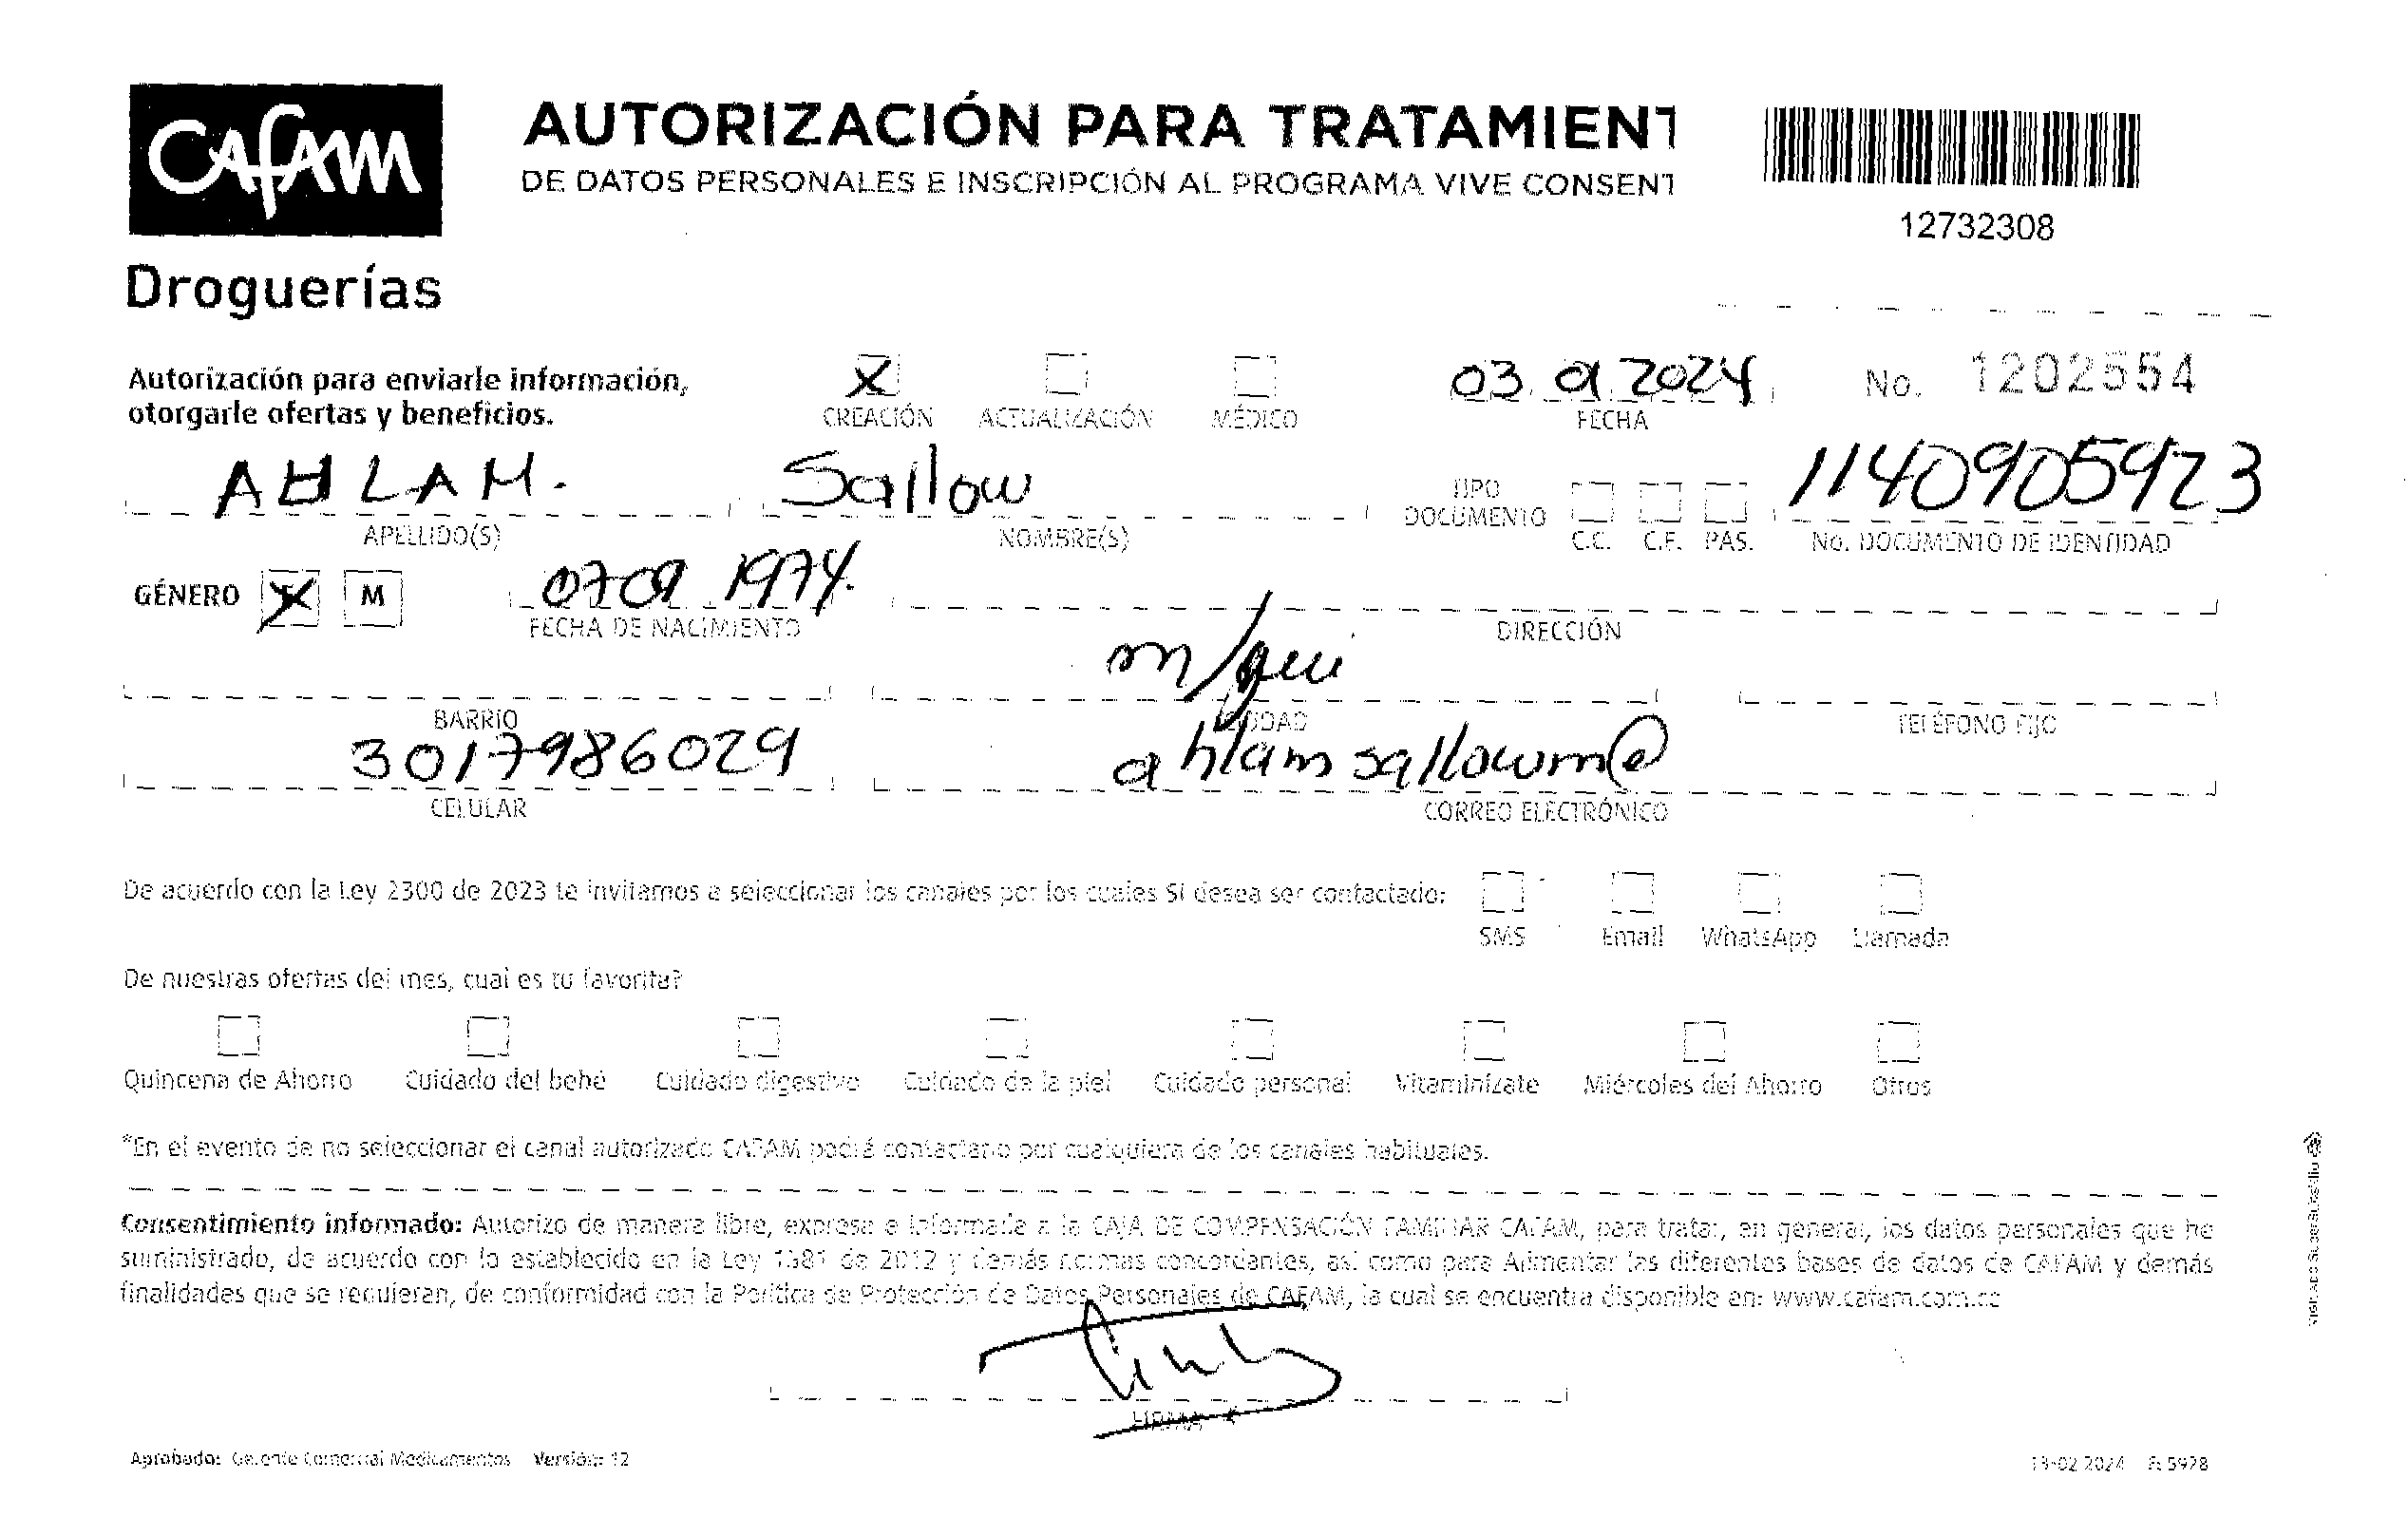 CAFAM
Droguerías
AUTORIZACIÓN PARA TRATAMIENT
DE DATOS PERSONALES E INSCRIPCIÓN AL PROGRAMA VIVE CONSENT
12732308
Autorización para enviarle información,
otorgarle ofertas y beneficios.
X
CREACIÓN ACTUALIZACIÓN MÉDICO
03 01 2024
FECHA
No. 1202554
AHLAM. Sallow
APELLIDO(S) NOMBRE(S)
TIPO
DOCUMENTO
C.C. C.E. PAS.
1140905923
No. DOCUMENTO DE IDENTIDAD
GÉNERO X M
0709 1974.
FECHA DE NACIMIENTO DIRECCIÓN
BARRIO CIUDAD TELÉFONO FIJO
3017986029 ahlamsallowm@
CELULAR CORREO ELECTRÓNICO
De acuerdo con la Ley 2300 de 2023 te invitamos a seleccionar los canales por los cuales SI desea ser contactado:
SMS Email WhatsApp Llamada
De nuestras ofertas del mes, cual es tu favorita?
Quincena de Ahorro Cuidado del bebé Cuidado digestivo Cuidado de la piel Cuidado personal Vitaminízate Miércoles del Ahorro Otros
*En el evento de no seleccionar el canal autorizado CAFAM podrá contactarlo por cualquiera de los canales habituales.
Consentimiento informado: Autorizo de manera libre, expresa e informada a la CAJA DE COMPENSACIÓN FAMILIAR CAFAM, para tratar, en general, los datos personales que he
suministrado, de acuerdo con lo establecido en la Ley 1581 de 2012 y demás normas concordantes, así como para Alimentar las diferentes bases de datos de CAFAM y demás
finalidades que se requieran, de conformidad con la Política de Protección de Datos Personales de CAFAM, la cual se encuentra disponible en: www.cafam.com.co
FIRMA
Aprobado: Gerente Comercial Medicamentos Versión: 12
13-02 2024 F: 5928